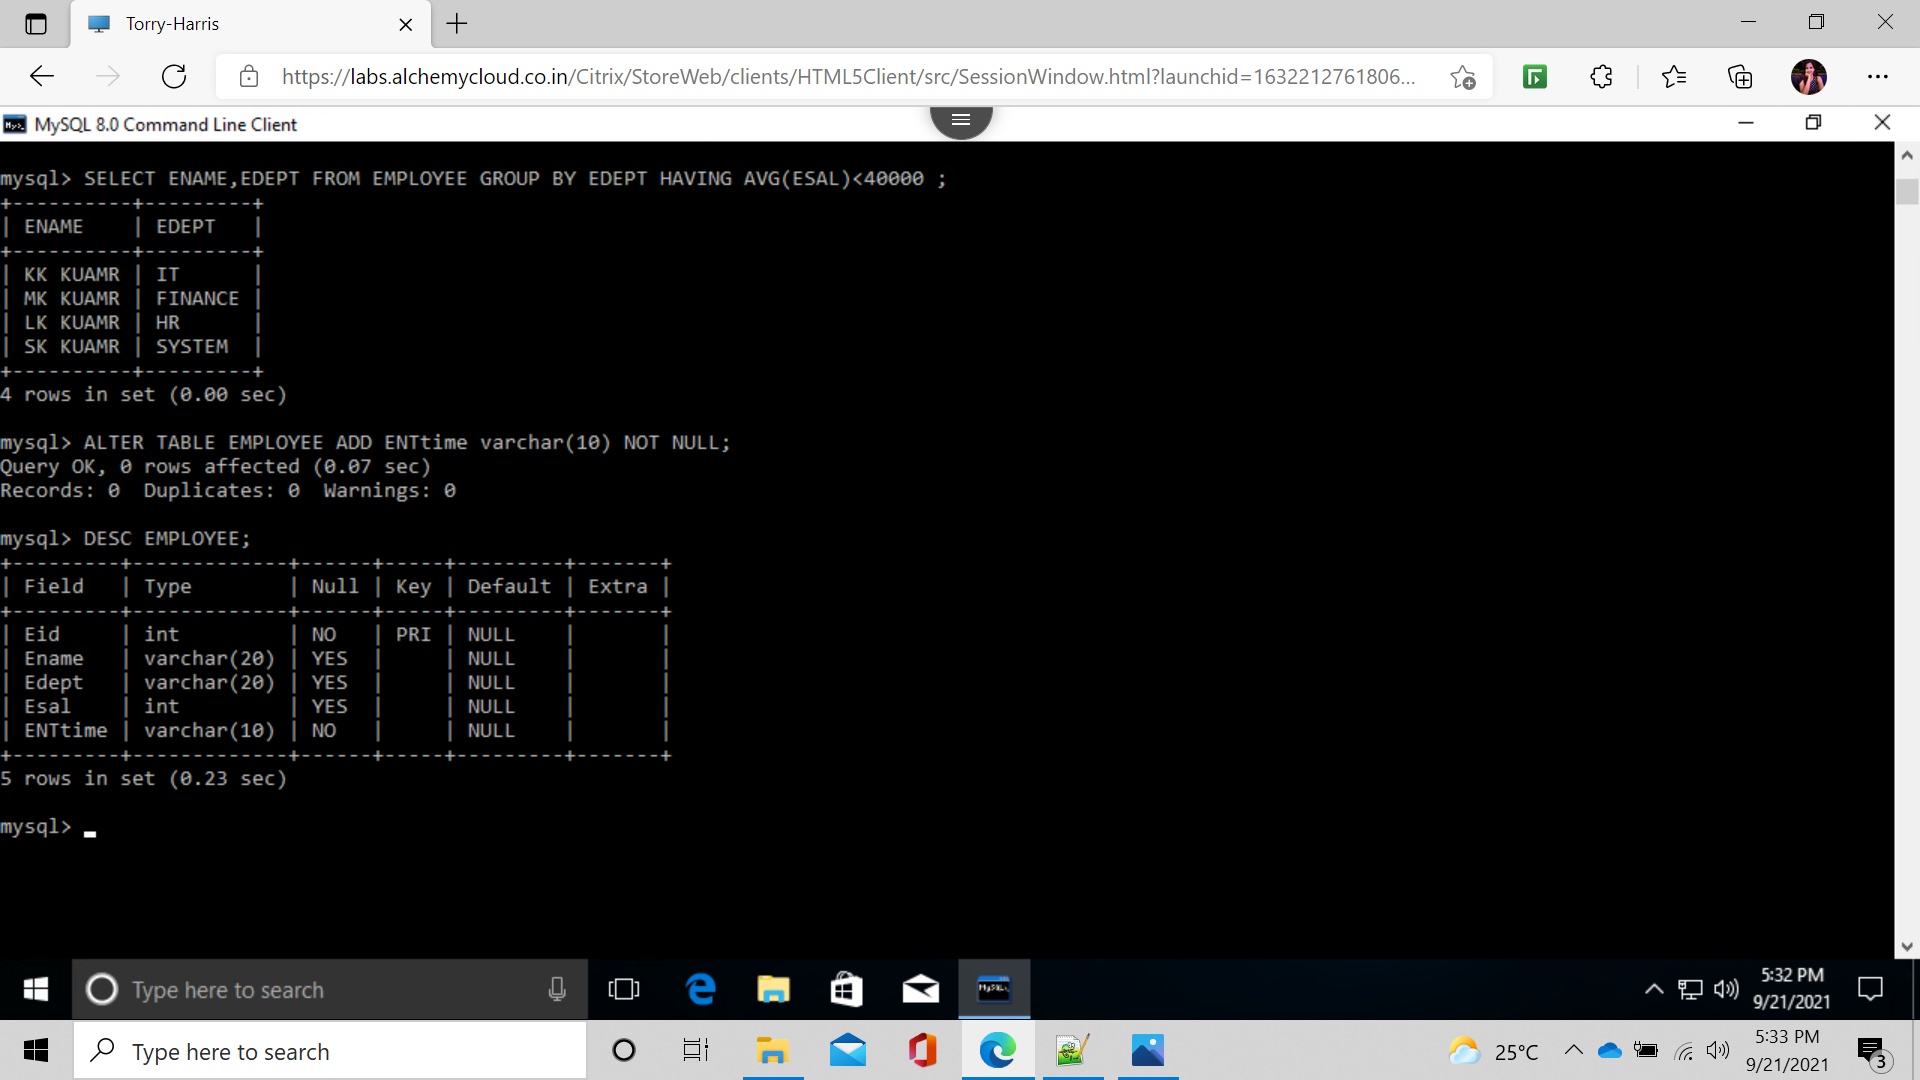 Torry-Harris
https://labs.alchemycloud.co.in/Citrix/StoreWeb/clients/HTML5Client/src/SessionWindow.html?launchid=1632212761806...
MySQL 8.0 Command Line Client
mysql> SELECT ENAME,EDEPT FROM EMPLOYEE GROUP BY EDEPT HAVING AVG(ESAL)<40000 ;
+----------+---------+
| ENAME    | EDEPT   |
+----------+---------+
| KK KUAMR | IT      |
| MK KUAMR | FINANCE |
| LK KUAMR | HR      |
| SK KUAMR | SYSTEM  |
+----------+---------+
4 rows in set (0.00 sec)
mysql> ALTER TABLE EMPLOYEE ADD ENTtime varchar(10) NOT NULL;
Query OK, 0 rows affected (0.07 sec)
Records: 0  Duplicates: 0  Warnings: 0
mysql> DESC EMPLOYEE;
+---------+-------------+------+-----+---------+-------+
| Field   | Type        | Null | Key | Default | Extra |
+---------+-------------+------+-----+---------+-------+
| Eid     | int         | NO   | PRI | NULL    |       |
| Ename   | varchar(20) | YES  |     | NULL    |       |
| Edept   | varchar(20) | YES  |     | NULL    |       |
| Esal    | int         | YES  |     | NULL    |       |
| ENTtime | varchar(10) | NO   |     | NULL    |       |
+---------+-------------+------+-----+---------+-------+
5 rows in set (0.23 sec)
mysql> _
Type here to search
5:32 PM
9/21/2021
Type here to search
25°C
5:33 PM
9/21/2021
3